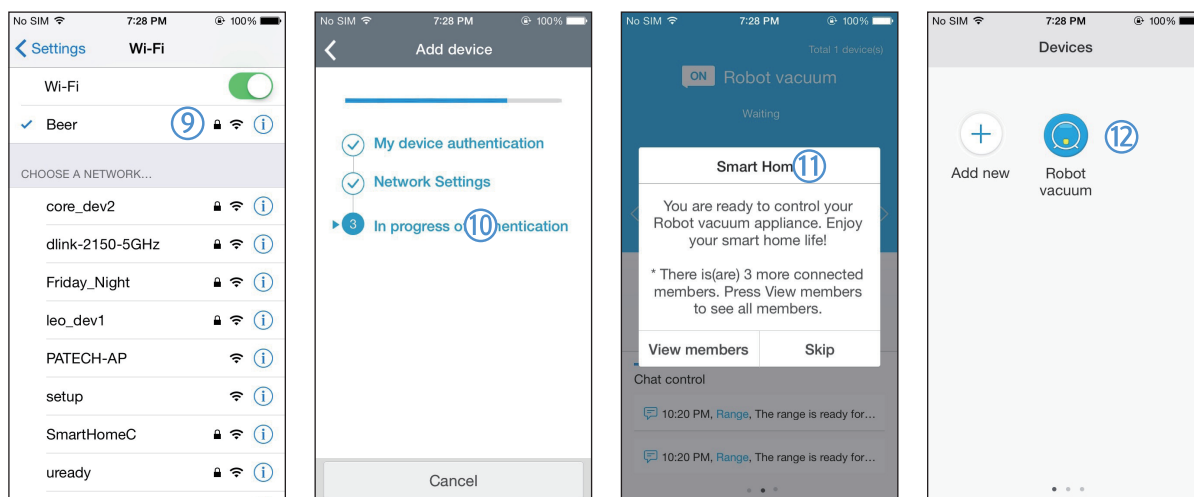 No SIM 7:28 PM 100%
Settings Wi-Fi
Wi-Fi
Beer 9
CHOOSE A NETWORK...
core_dev2
dlink-2150-5GHz
Friday_Night
leo_dev1
PATECH-AP
setup
SmartHomeC
uready
No SIM 7:28 PM 100%
Add device
My device authentication
Network Settings
3 In progress o 10 hentication
Cancel
No SIM 7:28 PM 100%
Total 1 device(s)
ON Robot vacuum
Waiting
Smart Hom 11
You are ready to control your
Robot vacuum appliance. Enjoy
your smart home life!
* There is(are) 3 more connected
members. Press View members
to see all members.
View members Skip
Chat control
10:20 PM, Range, The range is ready for...
10:20 PM, Range, The range is ready for...
No SIM 7:28 PM 100%
Devices
12
Add new Robot
vacuum